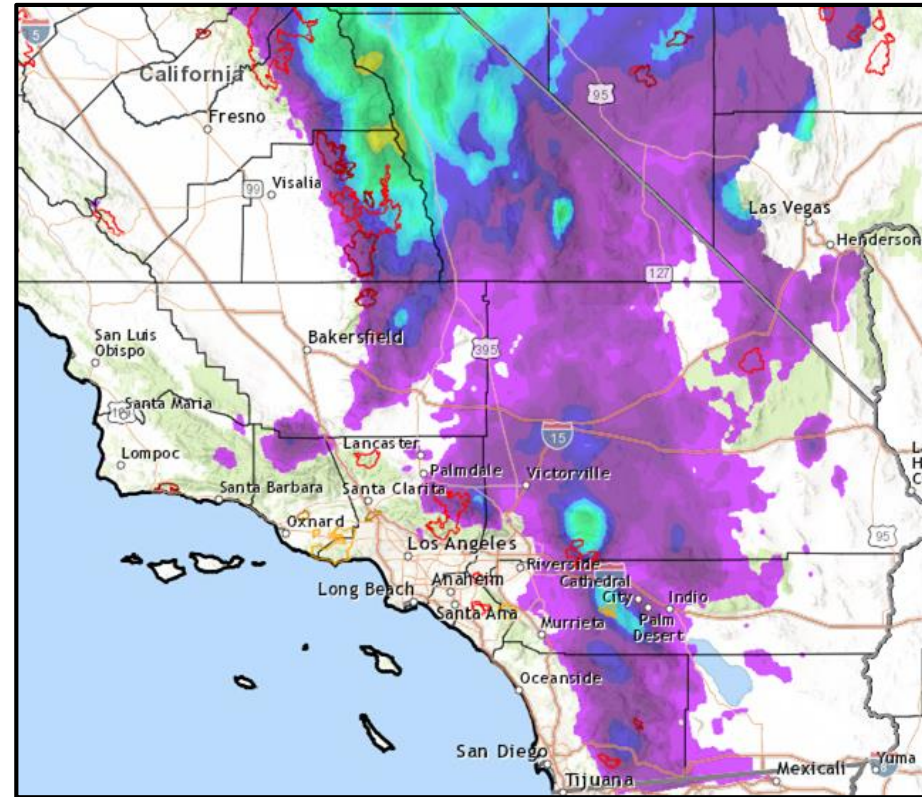 5
California
95
Fresno
99
Visalia
Las Vegas
Henderson
127
San Luis
Obispo
Bakersfield
395
Santa Maria
Lompoc
Lancaster
15
Palmdale
Victorville
Santa Barbara
Santa Clarita
Oxnard
Los Angeles
95
Riverside
Long Beach
Anaheim
Cathedral
City
Indio
Santa Ana
Palm
Desert
Murrieta
Oceanside
San Diego
Tijuana
Mexicali
Yuma
8